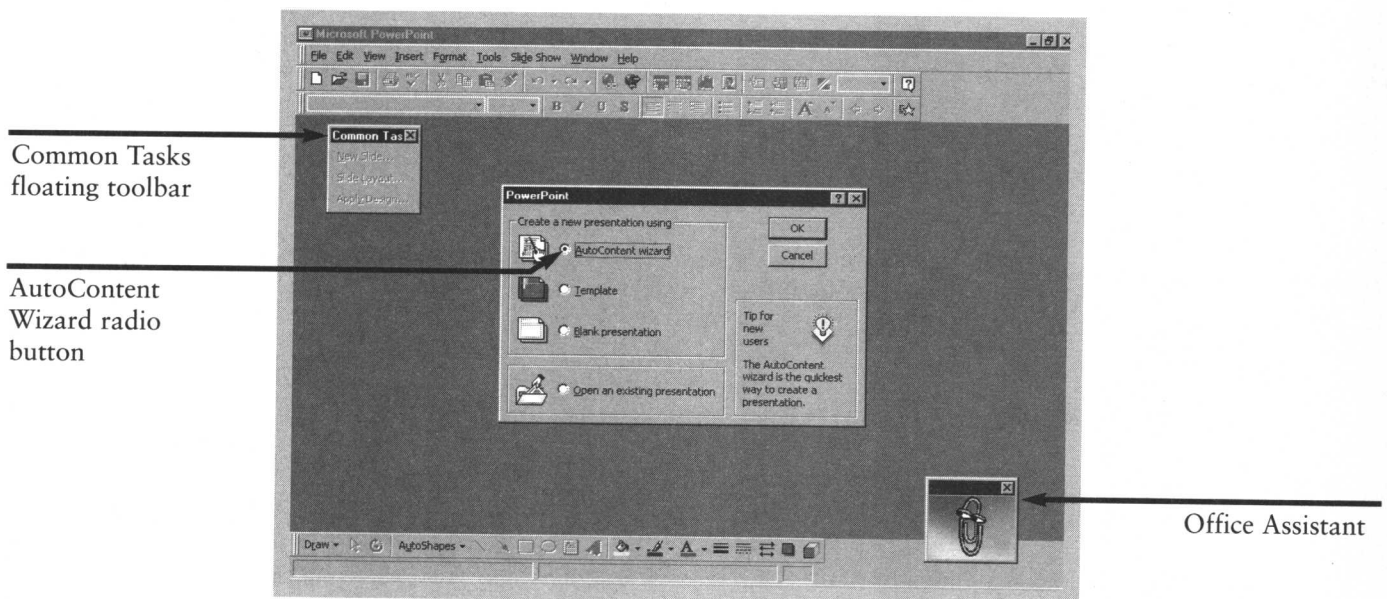 Microsoft PowerPoint
File Edit View Insert Format Tools Slide Show Window Help
B I U S
A A
Common Tas
New Slide...
Slide Layout...
Apply Design...
Common Tasks
floating toolbar
PowerPoint
Create a new presentation using
AutoContent wizard
Template
Blank presentation
Open an existing presentation
OK
Cancel
Tip for
new
users
The AutoContent
wizard is the quickest
way to create a
presentation.
AutoContent
Wizard radio
button
Office Assistant
Draw AutoShapes A